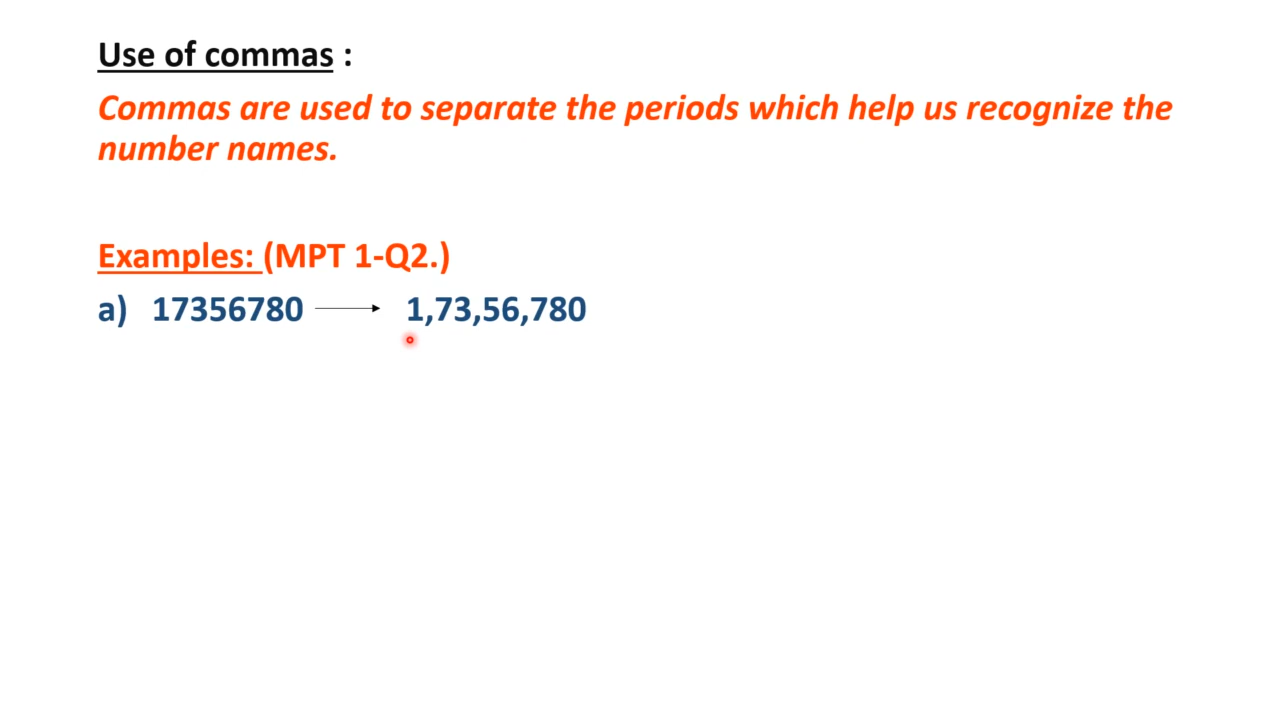 Use of commas :
Commas are used to separate the periods which help us recognize the
number names.
Examples: (MPT 1-Q2.)
a) 17356780 → 1,73,56,780